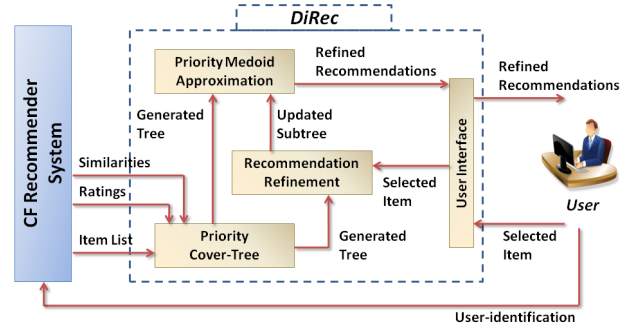 DiRec
Priority Medoid
Approximation
Refined
Recommendations
Refined
Recommendations
Generated
Tree
Updated
Subtree
CF Recommender
System
Similarities
Ratings
Item List
Recommendation
Refinement
Selected
Item
User Interface
User
Priority
Cover-Tree
Generated
Tree
Selected
Item
User-identification